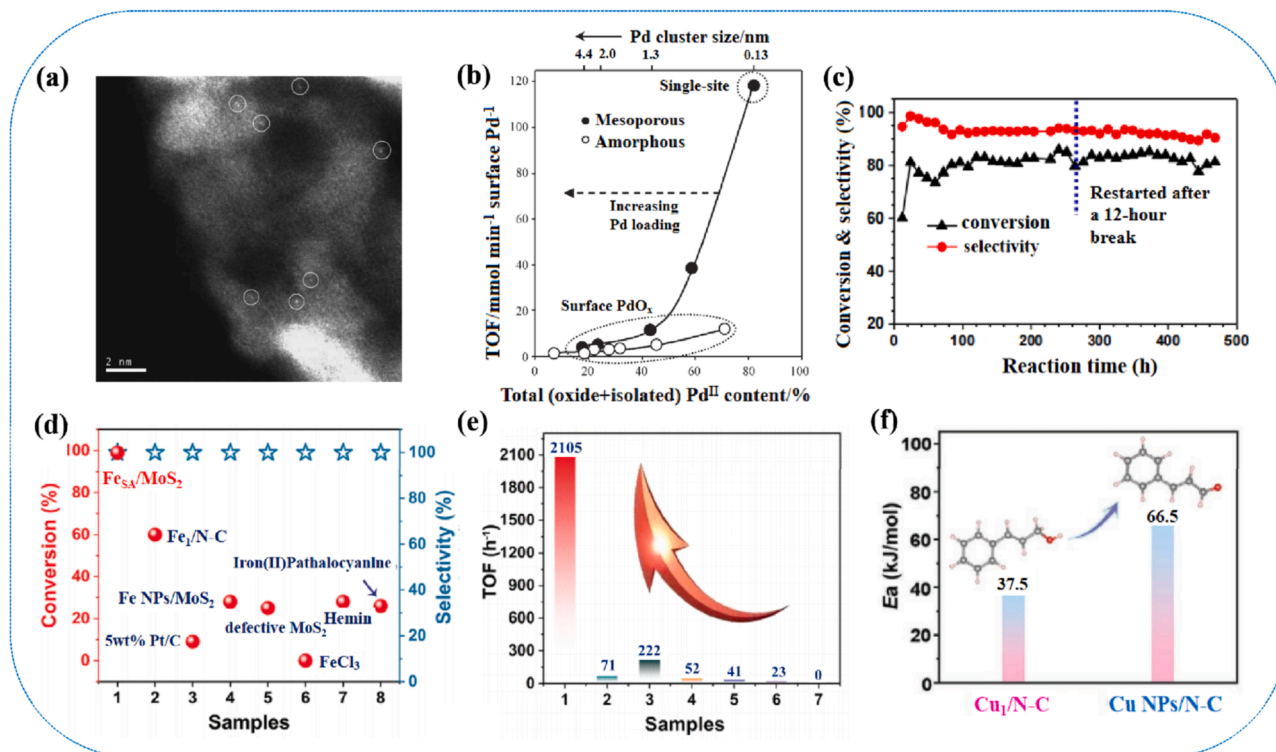 (a)
2 nm
(b)
Pd cluster size/nm
4.4 2.0 1.3 0.13
TOF/mmol min⁻¹ surface Pd⁻¹
120
100
80
60
40
20
0
Single-site
Mesoporous
Amorphous
Increasing
Pd loading
Surface PdOₓ
0 20 40 60 80 100
Total (oxide+isolated) Pdᴵᴵ content/%
(c)
Conversion & selectivity (%)
100
80
60
40
20
Restarted after
a 12-hour
break
conversion
selectivity
0 100 200 300 400 500
Reaction time (h)
(d)
Conversion (%)
100
80
60
40
20
0
Fe_SA/MoS₂
Fe₁/N-C
Iron(II)Pathalocyanine
Fe NPs/MoS₂
Hemin
defective MoS₂
5wt% Pt/C
FeCl₃
100
80
60
40
20
0
Selectivity (%)
1 2 3 4 5 6 7 8
Samples
(e)
TOF (h⁻¹)
2100
1800
1500
1200
900
600
300
0
2105
71
222
52
41
23
0
1 2 3 4 5 6 7
Samples
(f)
Ea (kJ/mol)
100
80
60
40
20
0
66.5
37.5
Cu₁/N-C
Cu NPs/N-C